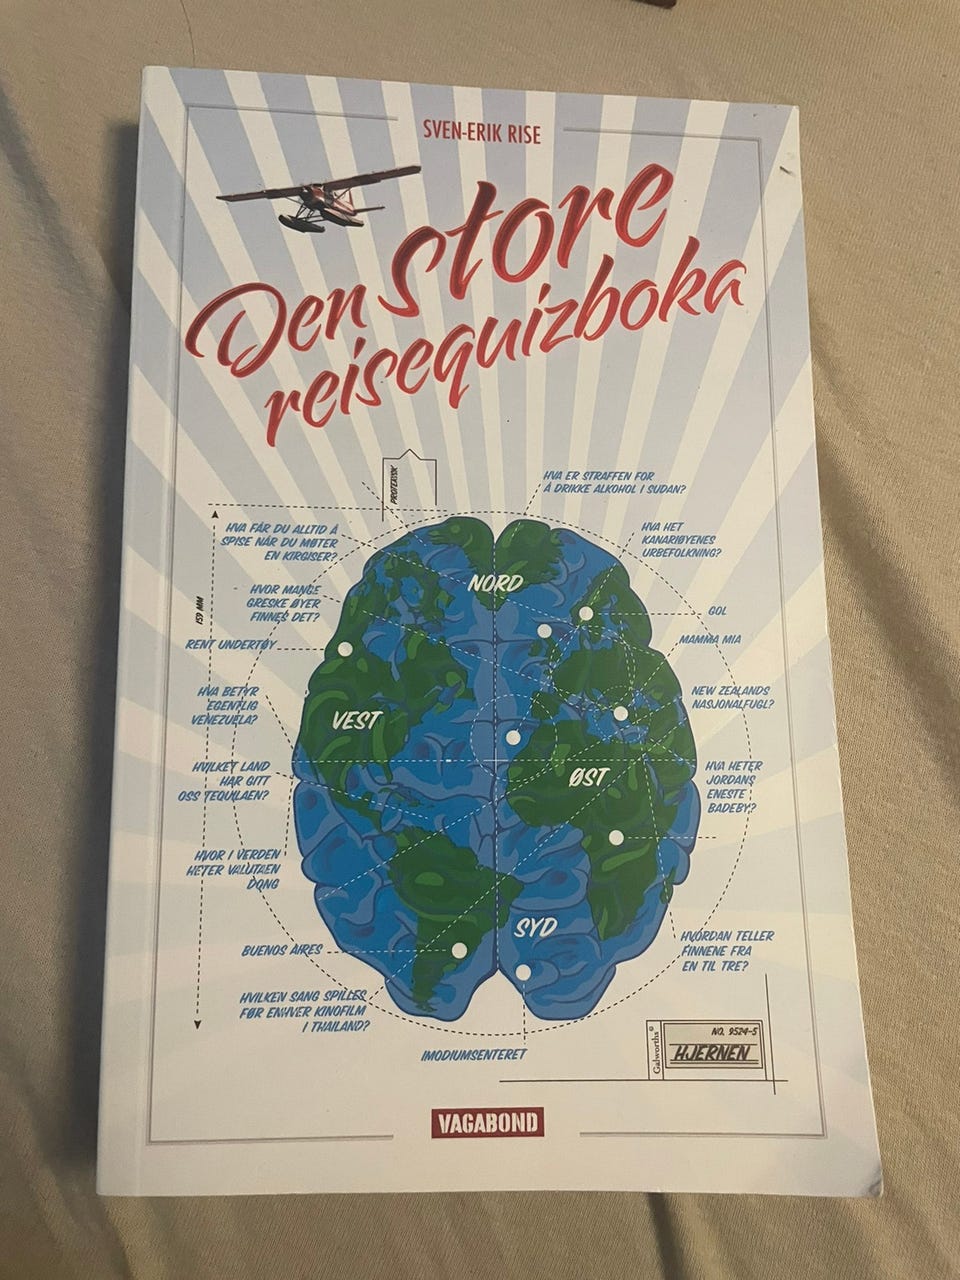 SVEN-ERIK RISE
Den store
reisequizboka
PROTEKSJK
HVA ER STRAFFEN FOR
Å DRIKKE ALKOHOL I SUDAN?
HVA FÅR DU ALLTID Å
SPISE NÅR DU MØTER
EN KIRGISER?
HVA HET
KANARIØYENES
URBEFOLKNING?
NORD
HVOR MANGE
GRESKE ØYER
FINNES DET?
159 MM
GOL
MAMMA MIA
RENT UNDERTØY
HVA BETYR
EGENTLIG
VENEZUELA?
NEW ZEALANDS
NASJONALFUGL?
VEST
ØST
HVILKET LAND
HAR GITT
OSS TEQUILAEN?
HVA HETER
JORDANS
ENESTE
BADEBY?
HVOR I VERDEN
HETER VALUTAEN
DONG
SYD
BUENOS AIRES
HVORDAN TELLER
FINNENE FRA
EN TIL TRE?
HVILKEN SANG SPILLES
FØR ENHVER KINOFILM
I THAILAND?
IMODIUMSENTERET
Galworths®
NO. 9524-5
HJERNEN
VAGABOND